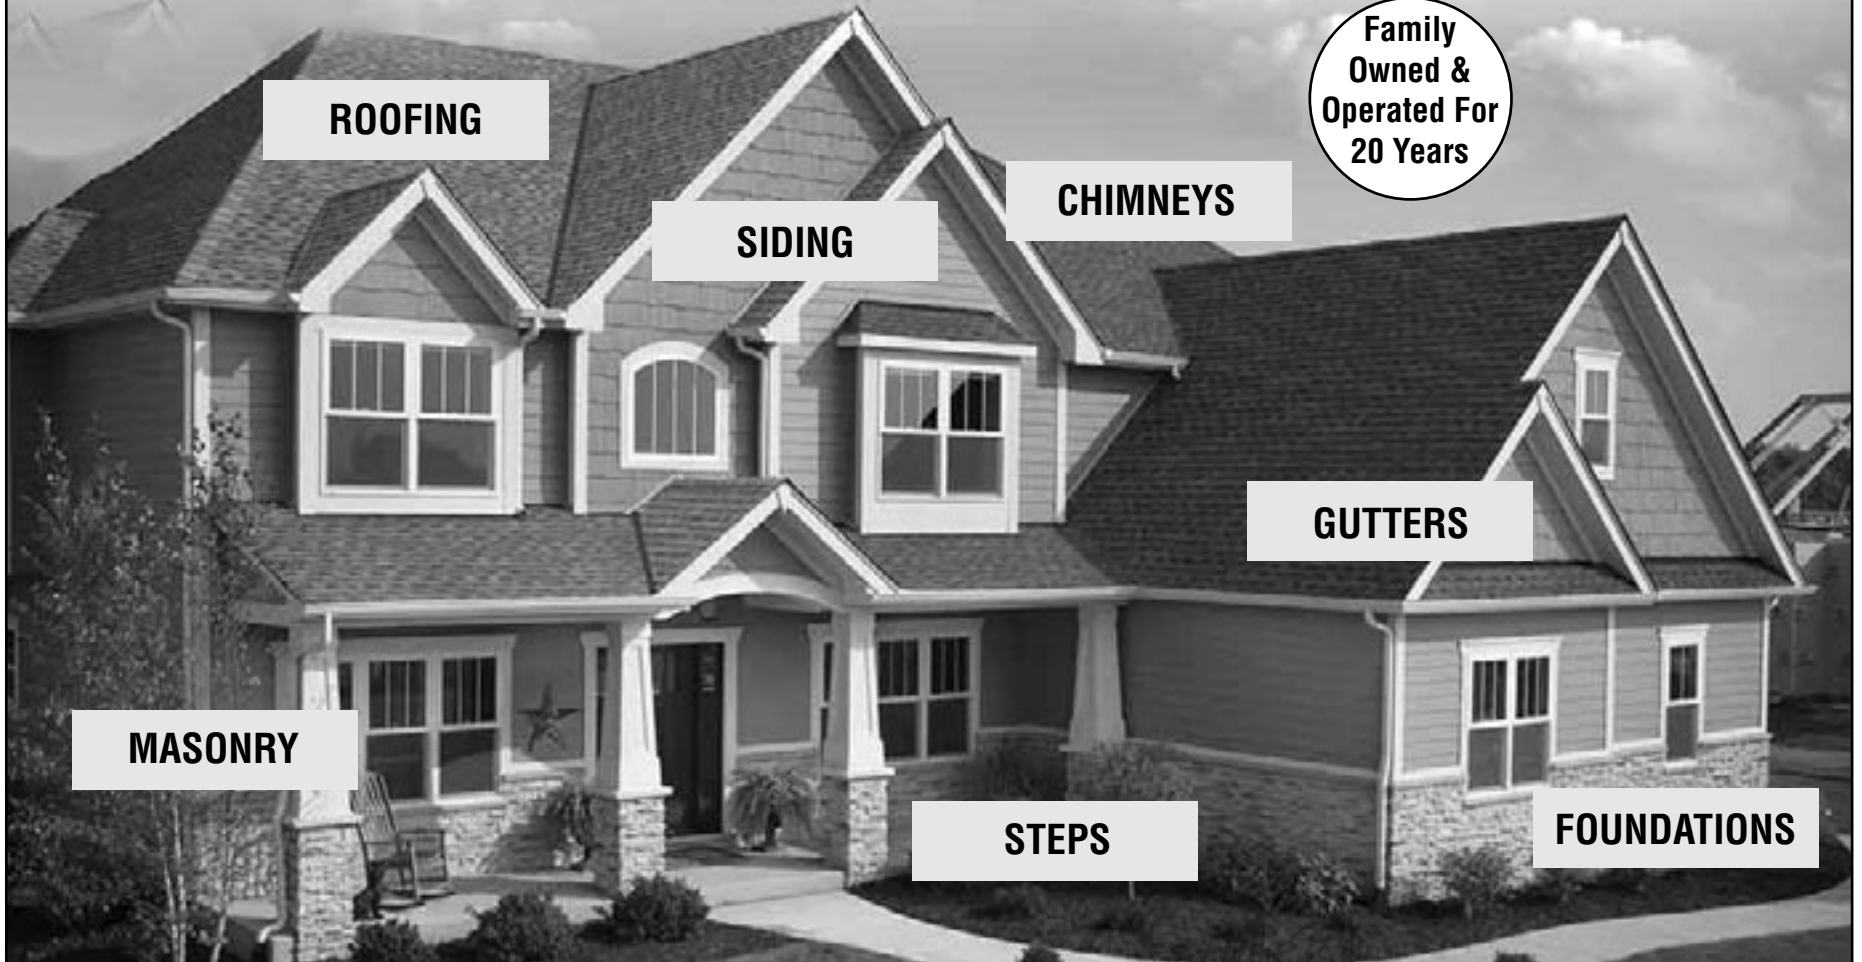 Family
Owned &
Operated For
20 Years
ROOFING
CHIMNEYS
SIDING
GUTTERS
MASONRY
STEPS
FOUNDATIONS